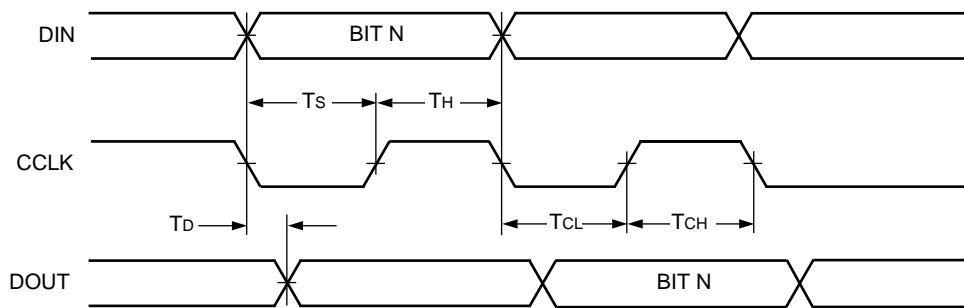 DIN
BIT N
TS
TH
CCLK
TD
TCL
TCH
DOUT
BIT N